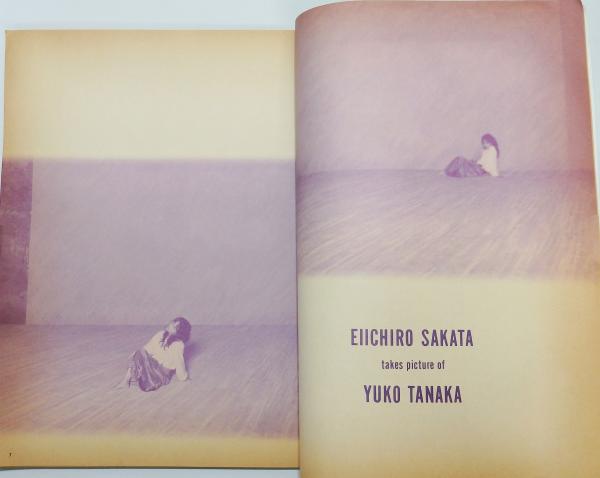 EIICHIRO SAKATA
takes picture of
YUKO TANAKA